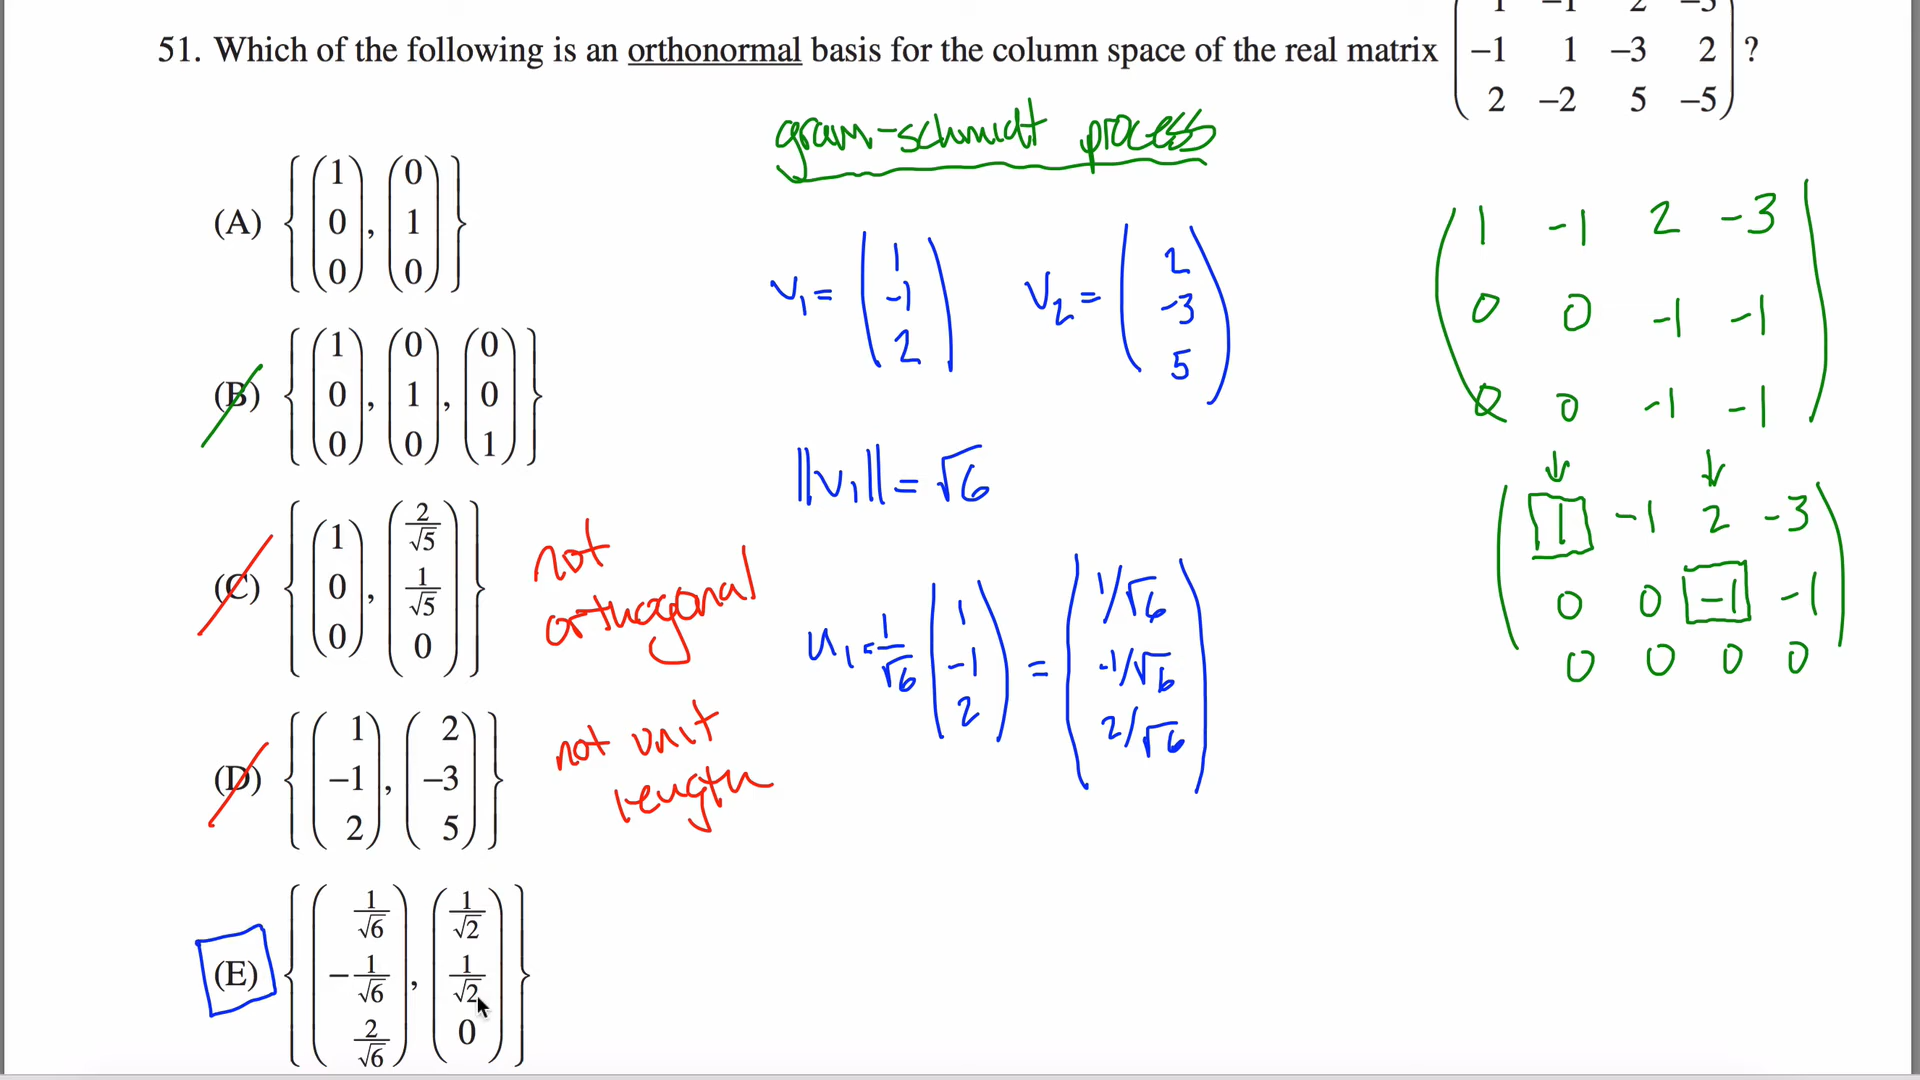 1 −1 2 −3
51. Which of the following is an orthonormal basis for the column space of the real matrix
−1 1 −3 2 ?
2 −2 5 −5
gram-schmidt process
(A) { (1 0 0), (0 1 0) }
(B) { (1 0 0), (0 1 0), (0 0 1) }
(C) { (1 0 0), (2/√5 1/√5 0) }
not
orthogonal
(D) { (1 −1 2), (2 −3 5) }
not unit
length
(E) { (1/√6 −1/√6 2/√6), (1/√2 1/√2 0) }
v1 = (1 -1 2) v2 = (2 -3 5)
||v1|| = √6
u1 = 1/√6 (1 -1 2) = (1/√6 -1/√6 2/√6)
1 -1 2 -3
0 0 -1 -1
0 0 -1 -1
↓ ↓
1 -1 2 -3
0 0 -1 -1
0 0 0 0